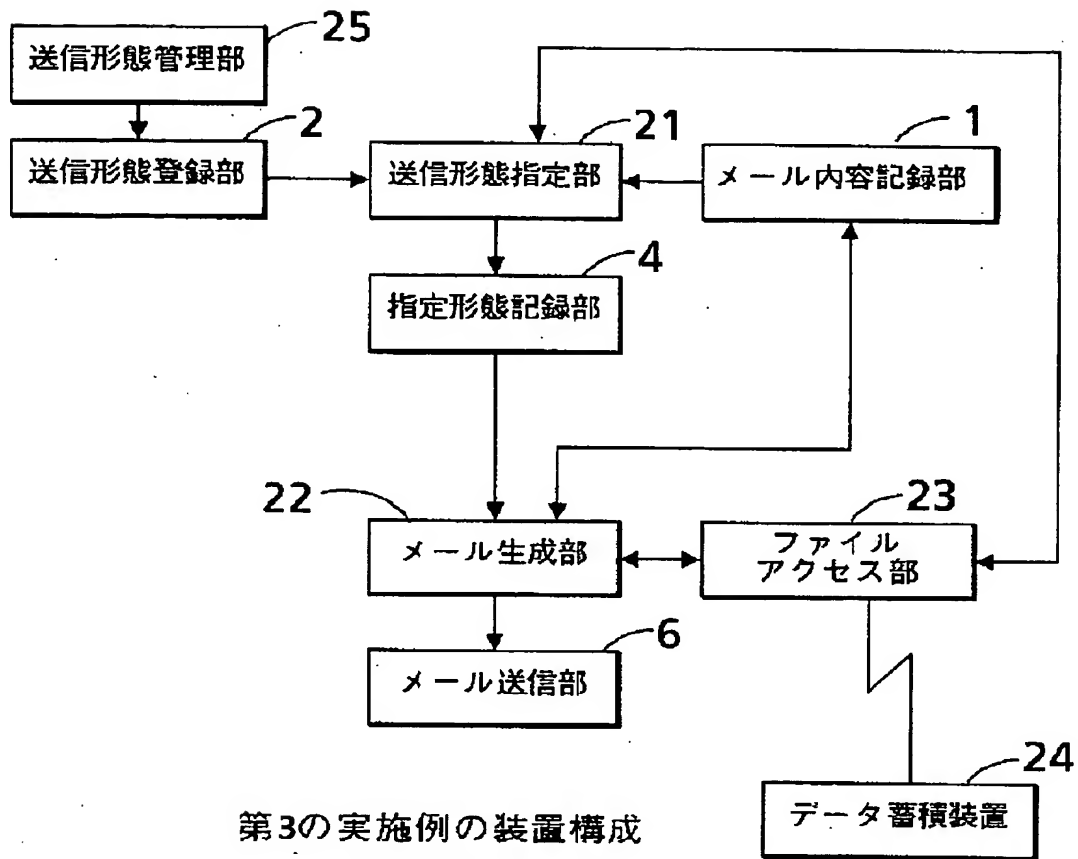 25
送信形態管理部
2
送信形態登録部
21
送信形態指定部
1
メール内容記録部
4
指定形態記録部
22
メール生成部
23
ファイル
アクセス部
6
メール送信部
24
データ蓄積装置
第3の実施例の装置構成